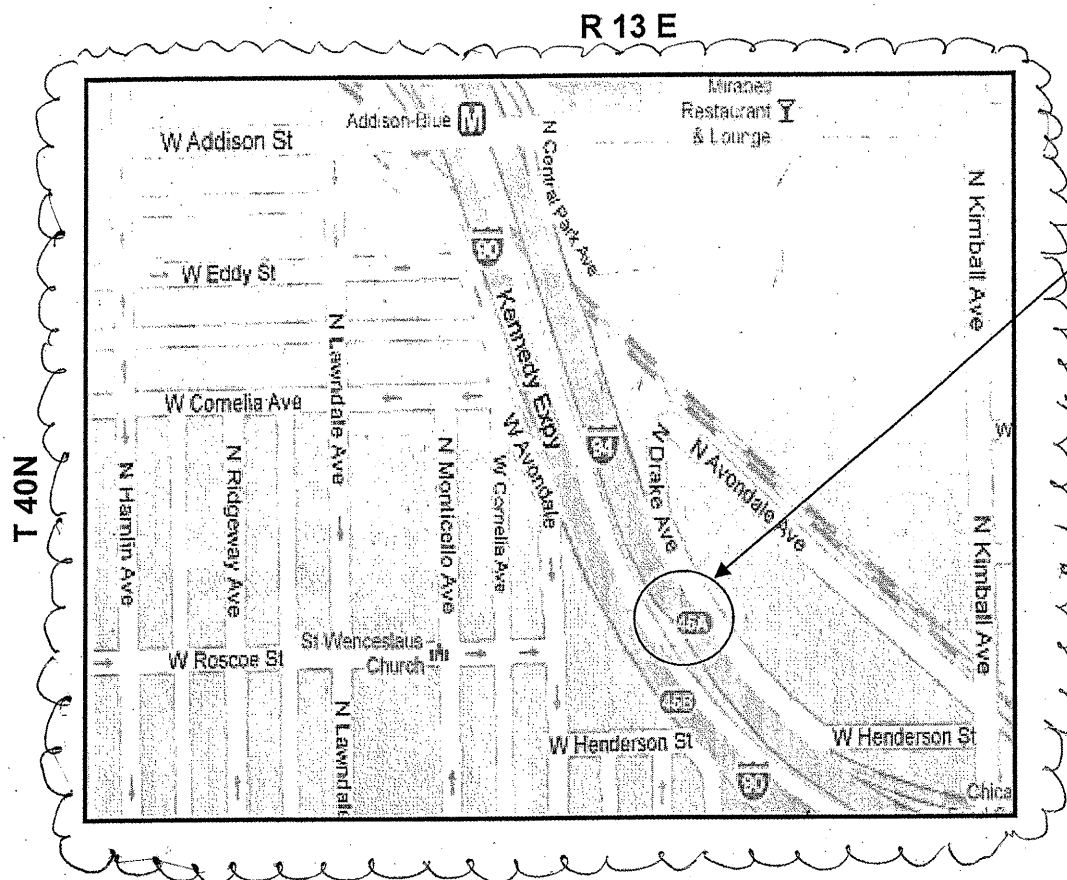 R 13 E
T 40N
Addison-Blue
M
Restaurant
& Lounge
W Addison St
N Central Park Ave
N Kimball Ave
90
W Eddy St
Kennedy Expy
N Lawndale Ave
W Cornelia Ave
W Avondale
N Drake Ave
N Avondale Ave
W
N Hamlin Ave
N Ridgeway Ave
N Monticello Ave
W Cornelia Ave
N Kimball Ave
St Wenceslaus
Church
W Roscoe St
45B
N Lawndale
W Henderson St
W Henderson St
90
Chica